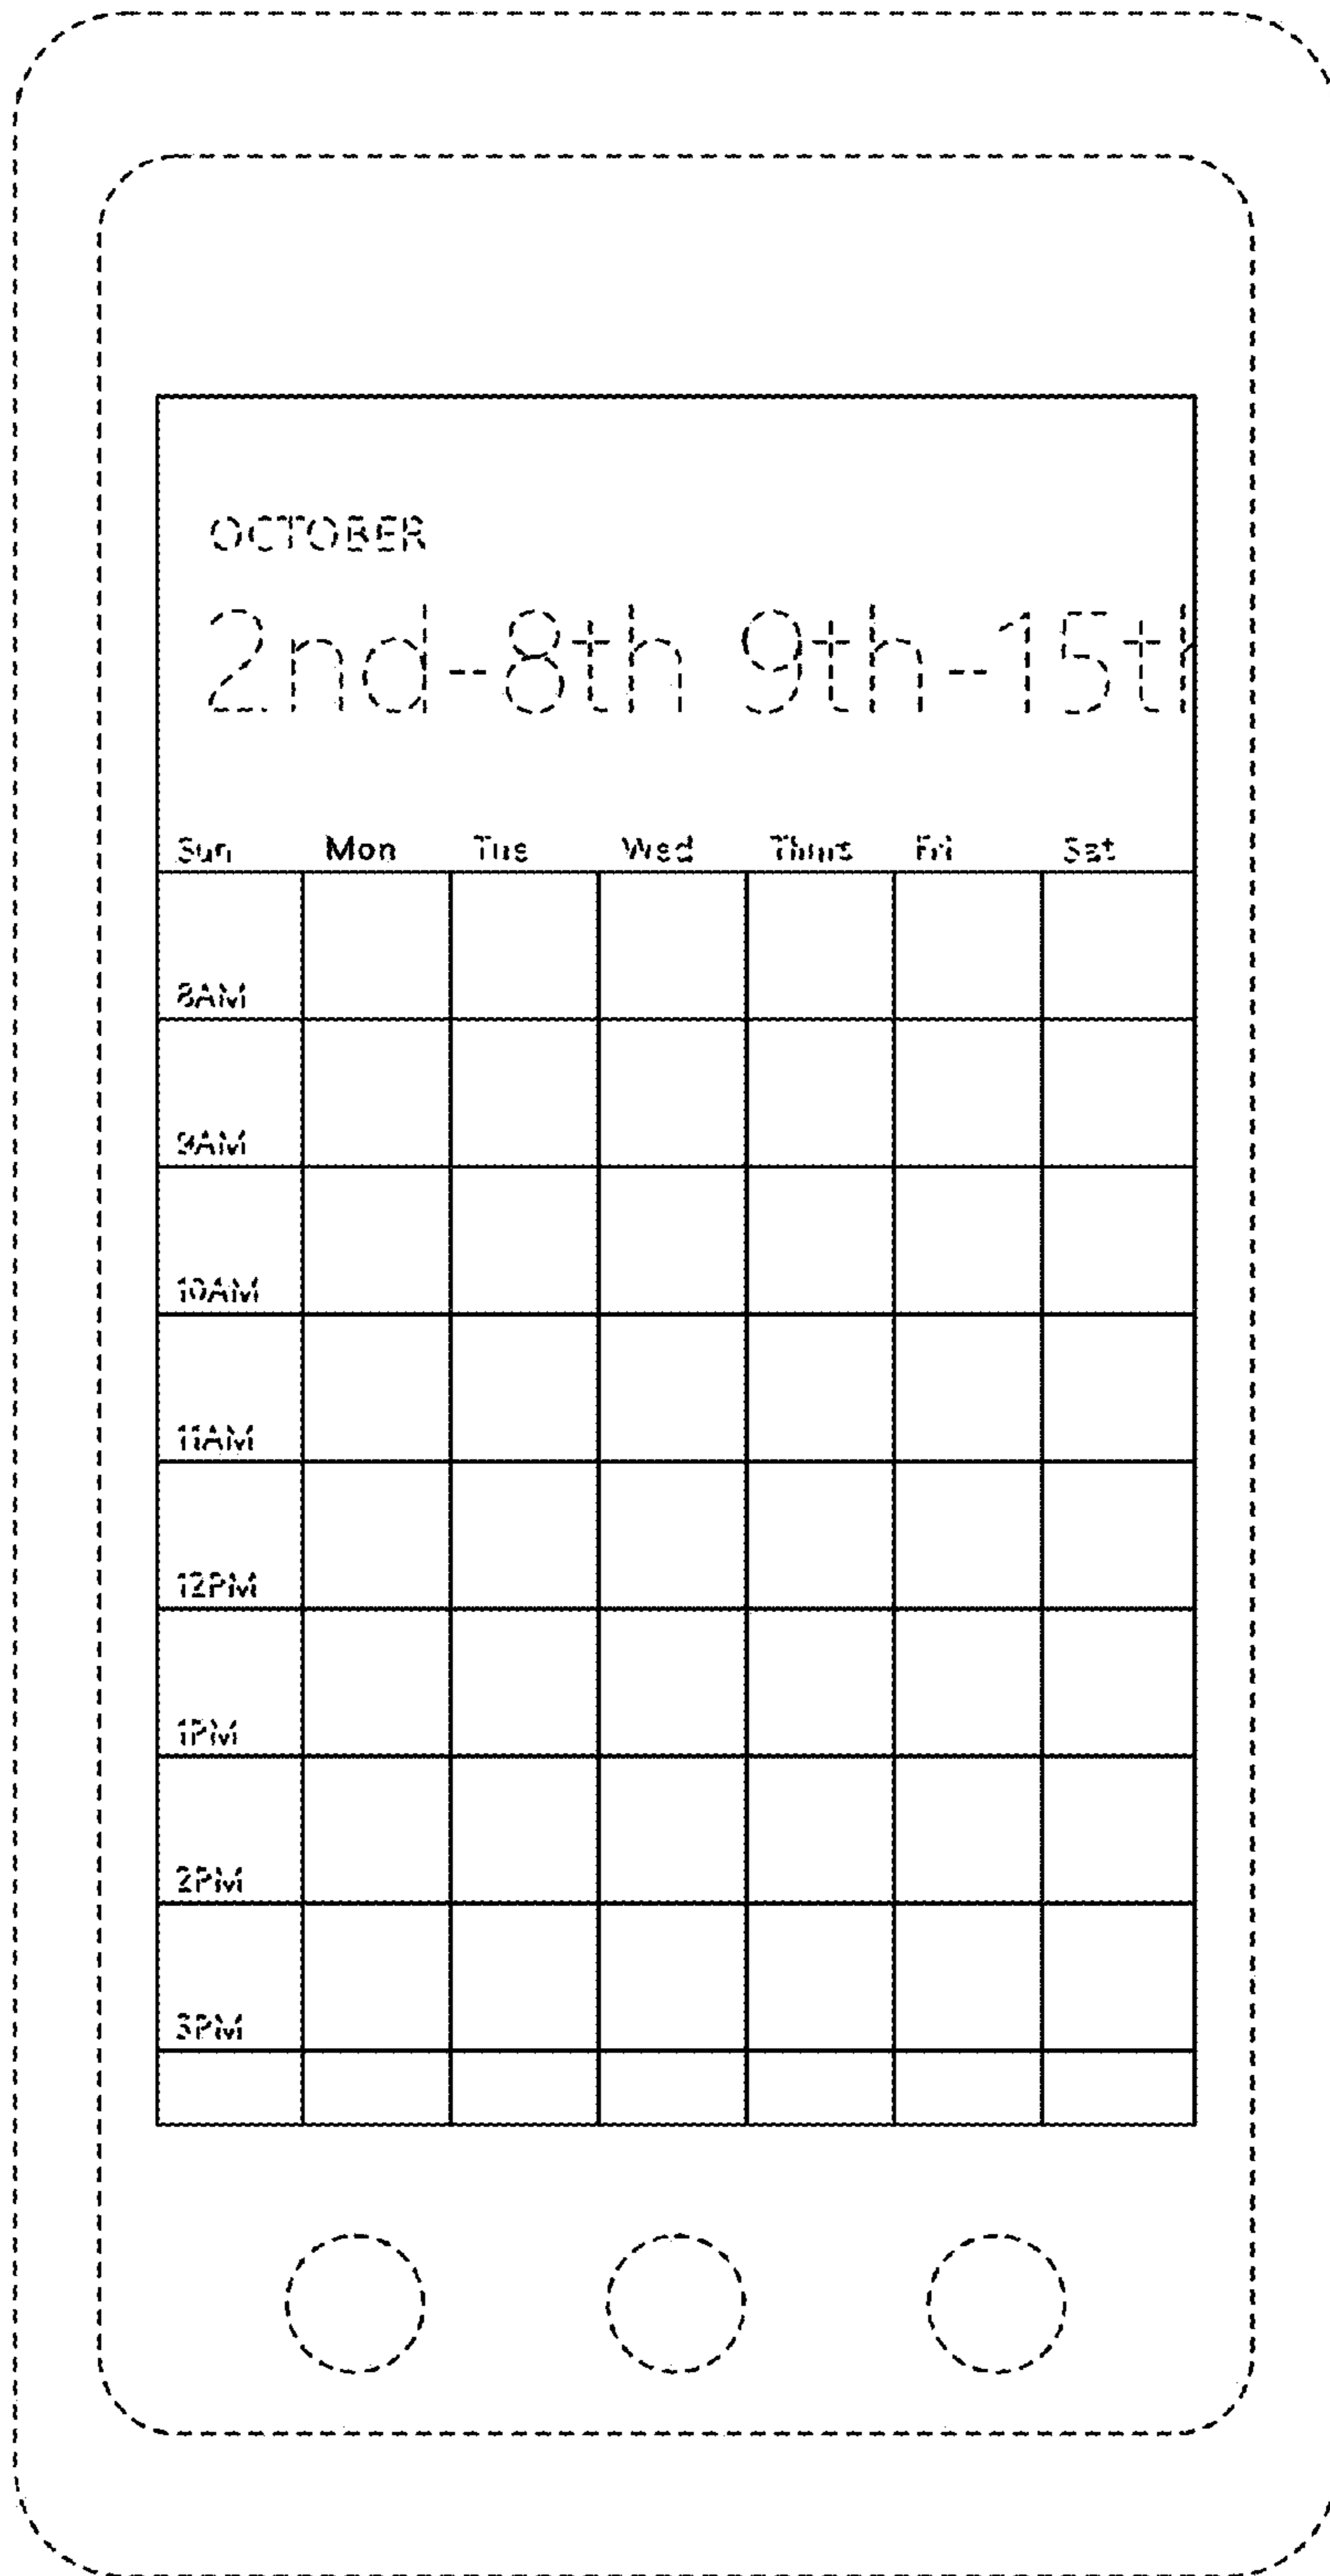 OCTOBER
2nd-8th 9th-15th
Sun Mon Tue Wed Thurs Fri Sat
8AM
9AM
10AM
11AM
12PM
1PM
2PM
3PM